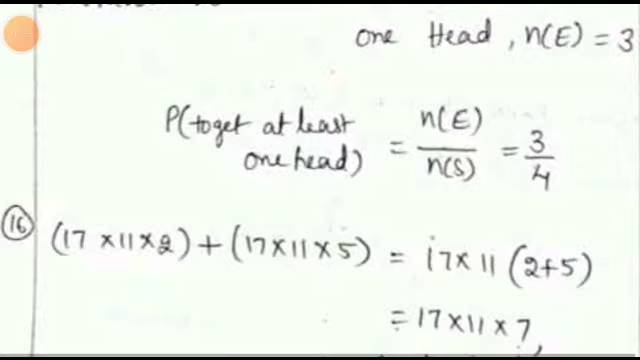 one Head, n(E) = 3
P(to get at least one head) = n(E)/n(S) = 3/4
(16) (17 × 11 × 2) + (17 × 11 × 5) = 17 × 11 (2+5)
= 17 × 11 × 7,